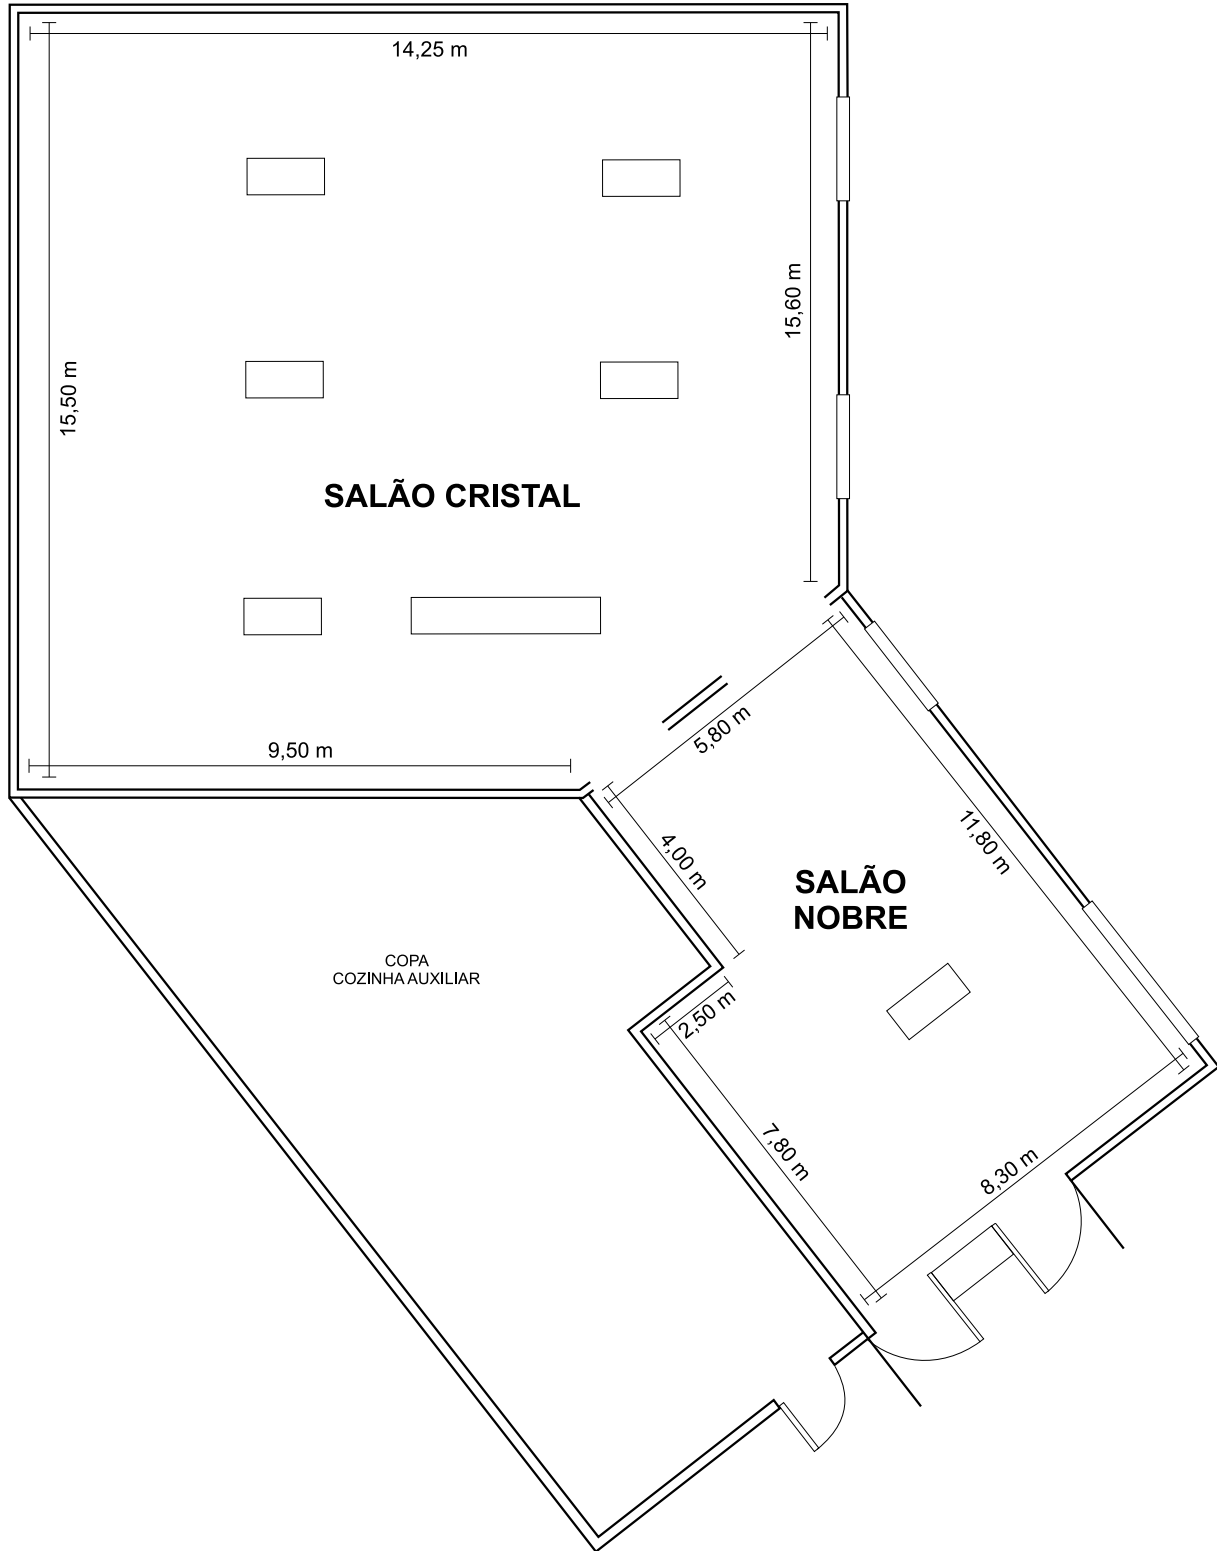 14,25 m
15,60 m
15,50 m
SALÃO CRISTAL
9,50 m
5,80 m
4,00 m
11,80 m
SALÃO
NOBRE
COPA
COZINHA AUXILIAR
2,50 m
7,80 m
8,30 m